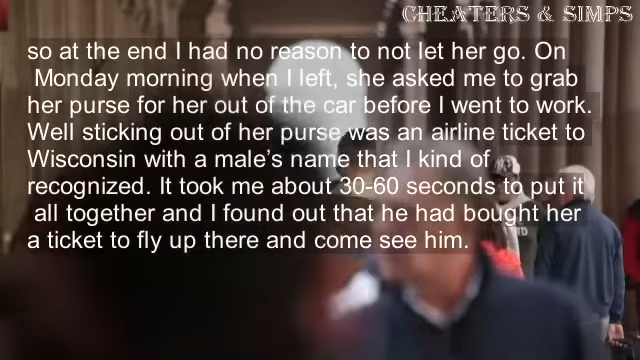 CHEATERS & SIMPS
so at the end I had no reason to not let her go. On
Monday morning when I left, she asked me to grab
her purse for her out of the car before I went to work.
Well sticking out of her purse was an airline ticket to
Wisconsin with a male’s name that I kind of
recognized. It took me about 30-60 seconds to put it
all together and I found out that he had bought her
a ticket to fly up there and come see him.